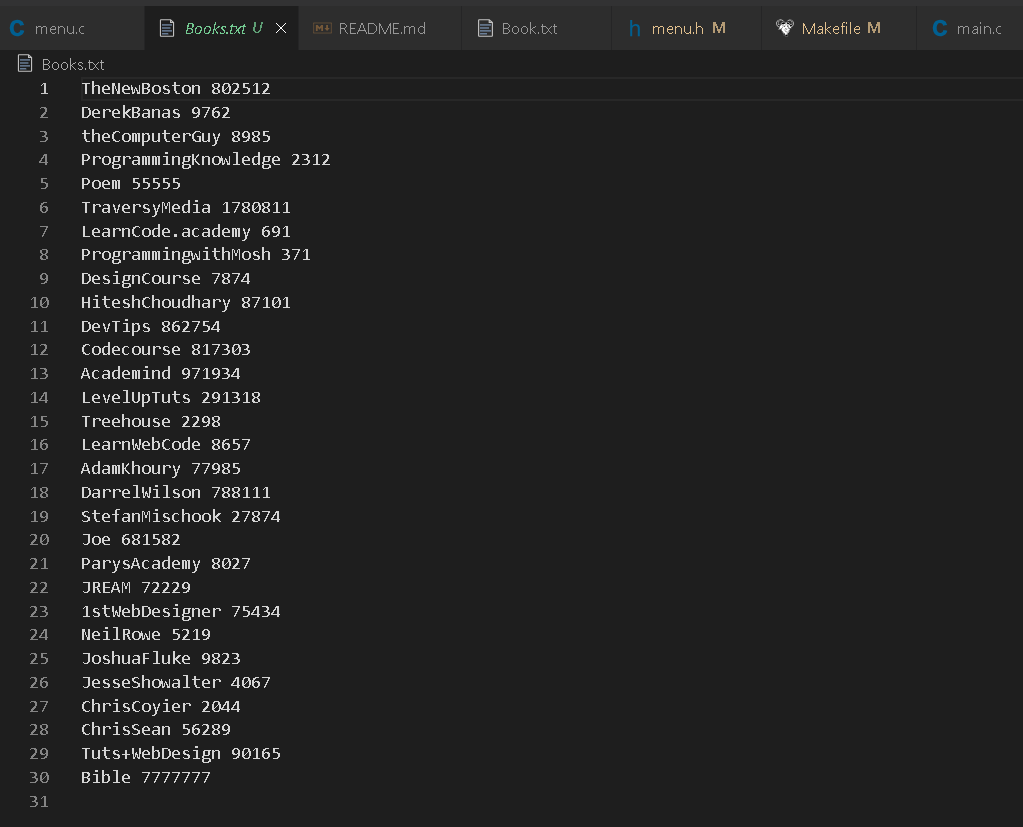 menu.c Books.txt U README.md Book.txt h menu.h M Makefile M main.c
Books.txt
1 TheNewBoston 802512
2 DerekBanas 9762
3 theComputerGuy 8985
4 ProgrammingKnowledge 2312
5 Poem 55555
6 TraversyMedia 1780811
7 LearnCode.academy 691
8 ProgrammingwithMosh 371
9 DesignCourse 7874
10 HiteshChoudhary 87101
11 DevTips 862754
12 Codecourse 817303
13 Academind 971934
14 LevelUpTuts 291318
15 Treehouse 2298
16 LearnWebCode 8657
17 AdamKhoury 77985
18 DarrelWilson 788111
19 StefanMischook 27874
20 Joe 681582
21 ParysAcademy 8027
22 JREAM 72229
23 1stWebDesigner 75434
24 NeilRowe 5219
25 JoshuaFluke 9823
26 JesseShowalter 4067
27 ChrisCoyier 2044
28 ChrisSean 56289
29 Tuts+WebDesign 90165
30 Bible 7777777
31